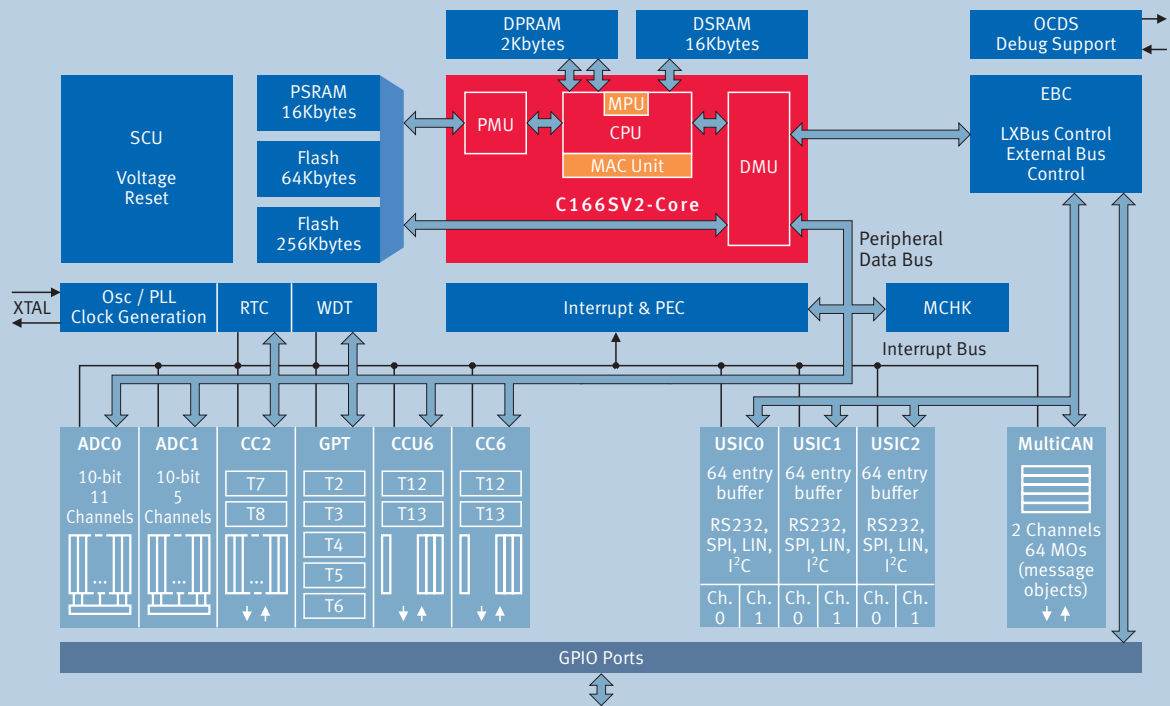 DPRAM
2Kbytes
DSRAM
16Kbytes
OCDS
Debug Support
SCU
Voltage
Reset
PSRAM
16Kbytes
Flash
64Kbytes
Flash
256Kbytes
PMU
MPU
CPU
MAC Unit
DMU
C166SV2-Core
EBC
LXBus Control
External Bus
Control
Peripheral
Data Bus
XTAL
Osc / PLL
Clock Generation
RTC
WDT
Interrupt & PEC
MCHK
Interrupt Bus
ADC0
10-bit
11
Channels
...
ADC1
10-bit
5
Channels
...
CC2
T7
T8
...
GPT
T2
T3
T4
T5
T6
CCU6
T12
T13
CC6
T12
T13
USIC0
64 entry
buffer
RS232,
SPI, LIN,
I²C
Ch.
0
Ch.
1
USIC1
64 entry
buffer
RS232,
SPI, LIN,
I²C
Ch.
0
Ch.
1
USIC2
64 entry
buffer
RS232,
SPI, LIN,
I²C
Ch.
0
Ch.
1
MultiCAN
2 Channels
64 MOs
(message
objects)
GPIO Ports